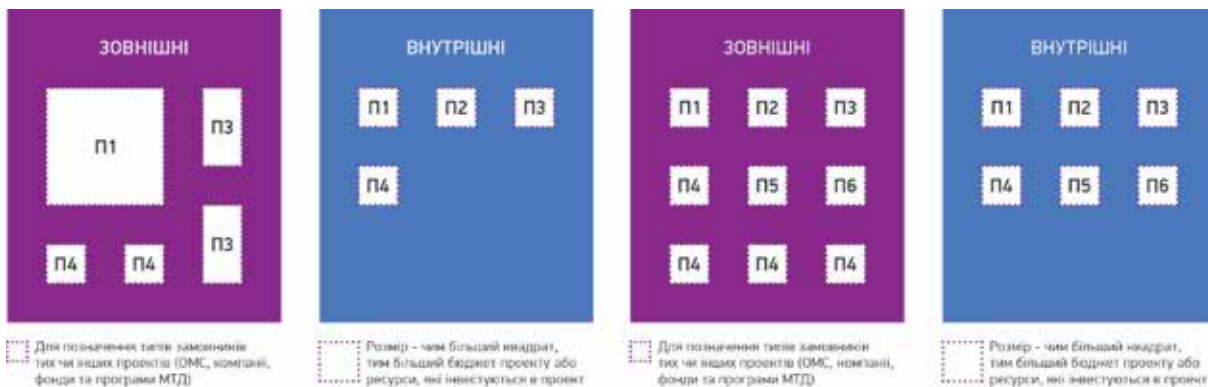 ЗОВНІШНІ
П1
П3
П3
П4
П4
Для позначення типів замовників
тих чи інших проектів (ОМС, компанії,
фонди та програми МТД)
ВНУТРІШНІ
П1
П2
П3
П4
Розмір – чим більший квадрат,
тим більший бюджет проекту або
ресурси, які інвестуються в проект
ЗОВНІШНІ
П1
П2
П3
П4
П5
П6
П4
П4
П4
Для позначення типів замовників
тих чи інших проектів (ОМС, компанії,
фонди та програми МТД)
ВНУТРІШНІ
П1
П2
П3
П4
П5
П6
Розмір – чим більший квадрат,
тим більший бюджет проекту або
ресурси, які інвестуються в проект